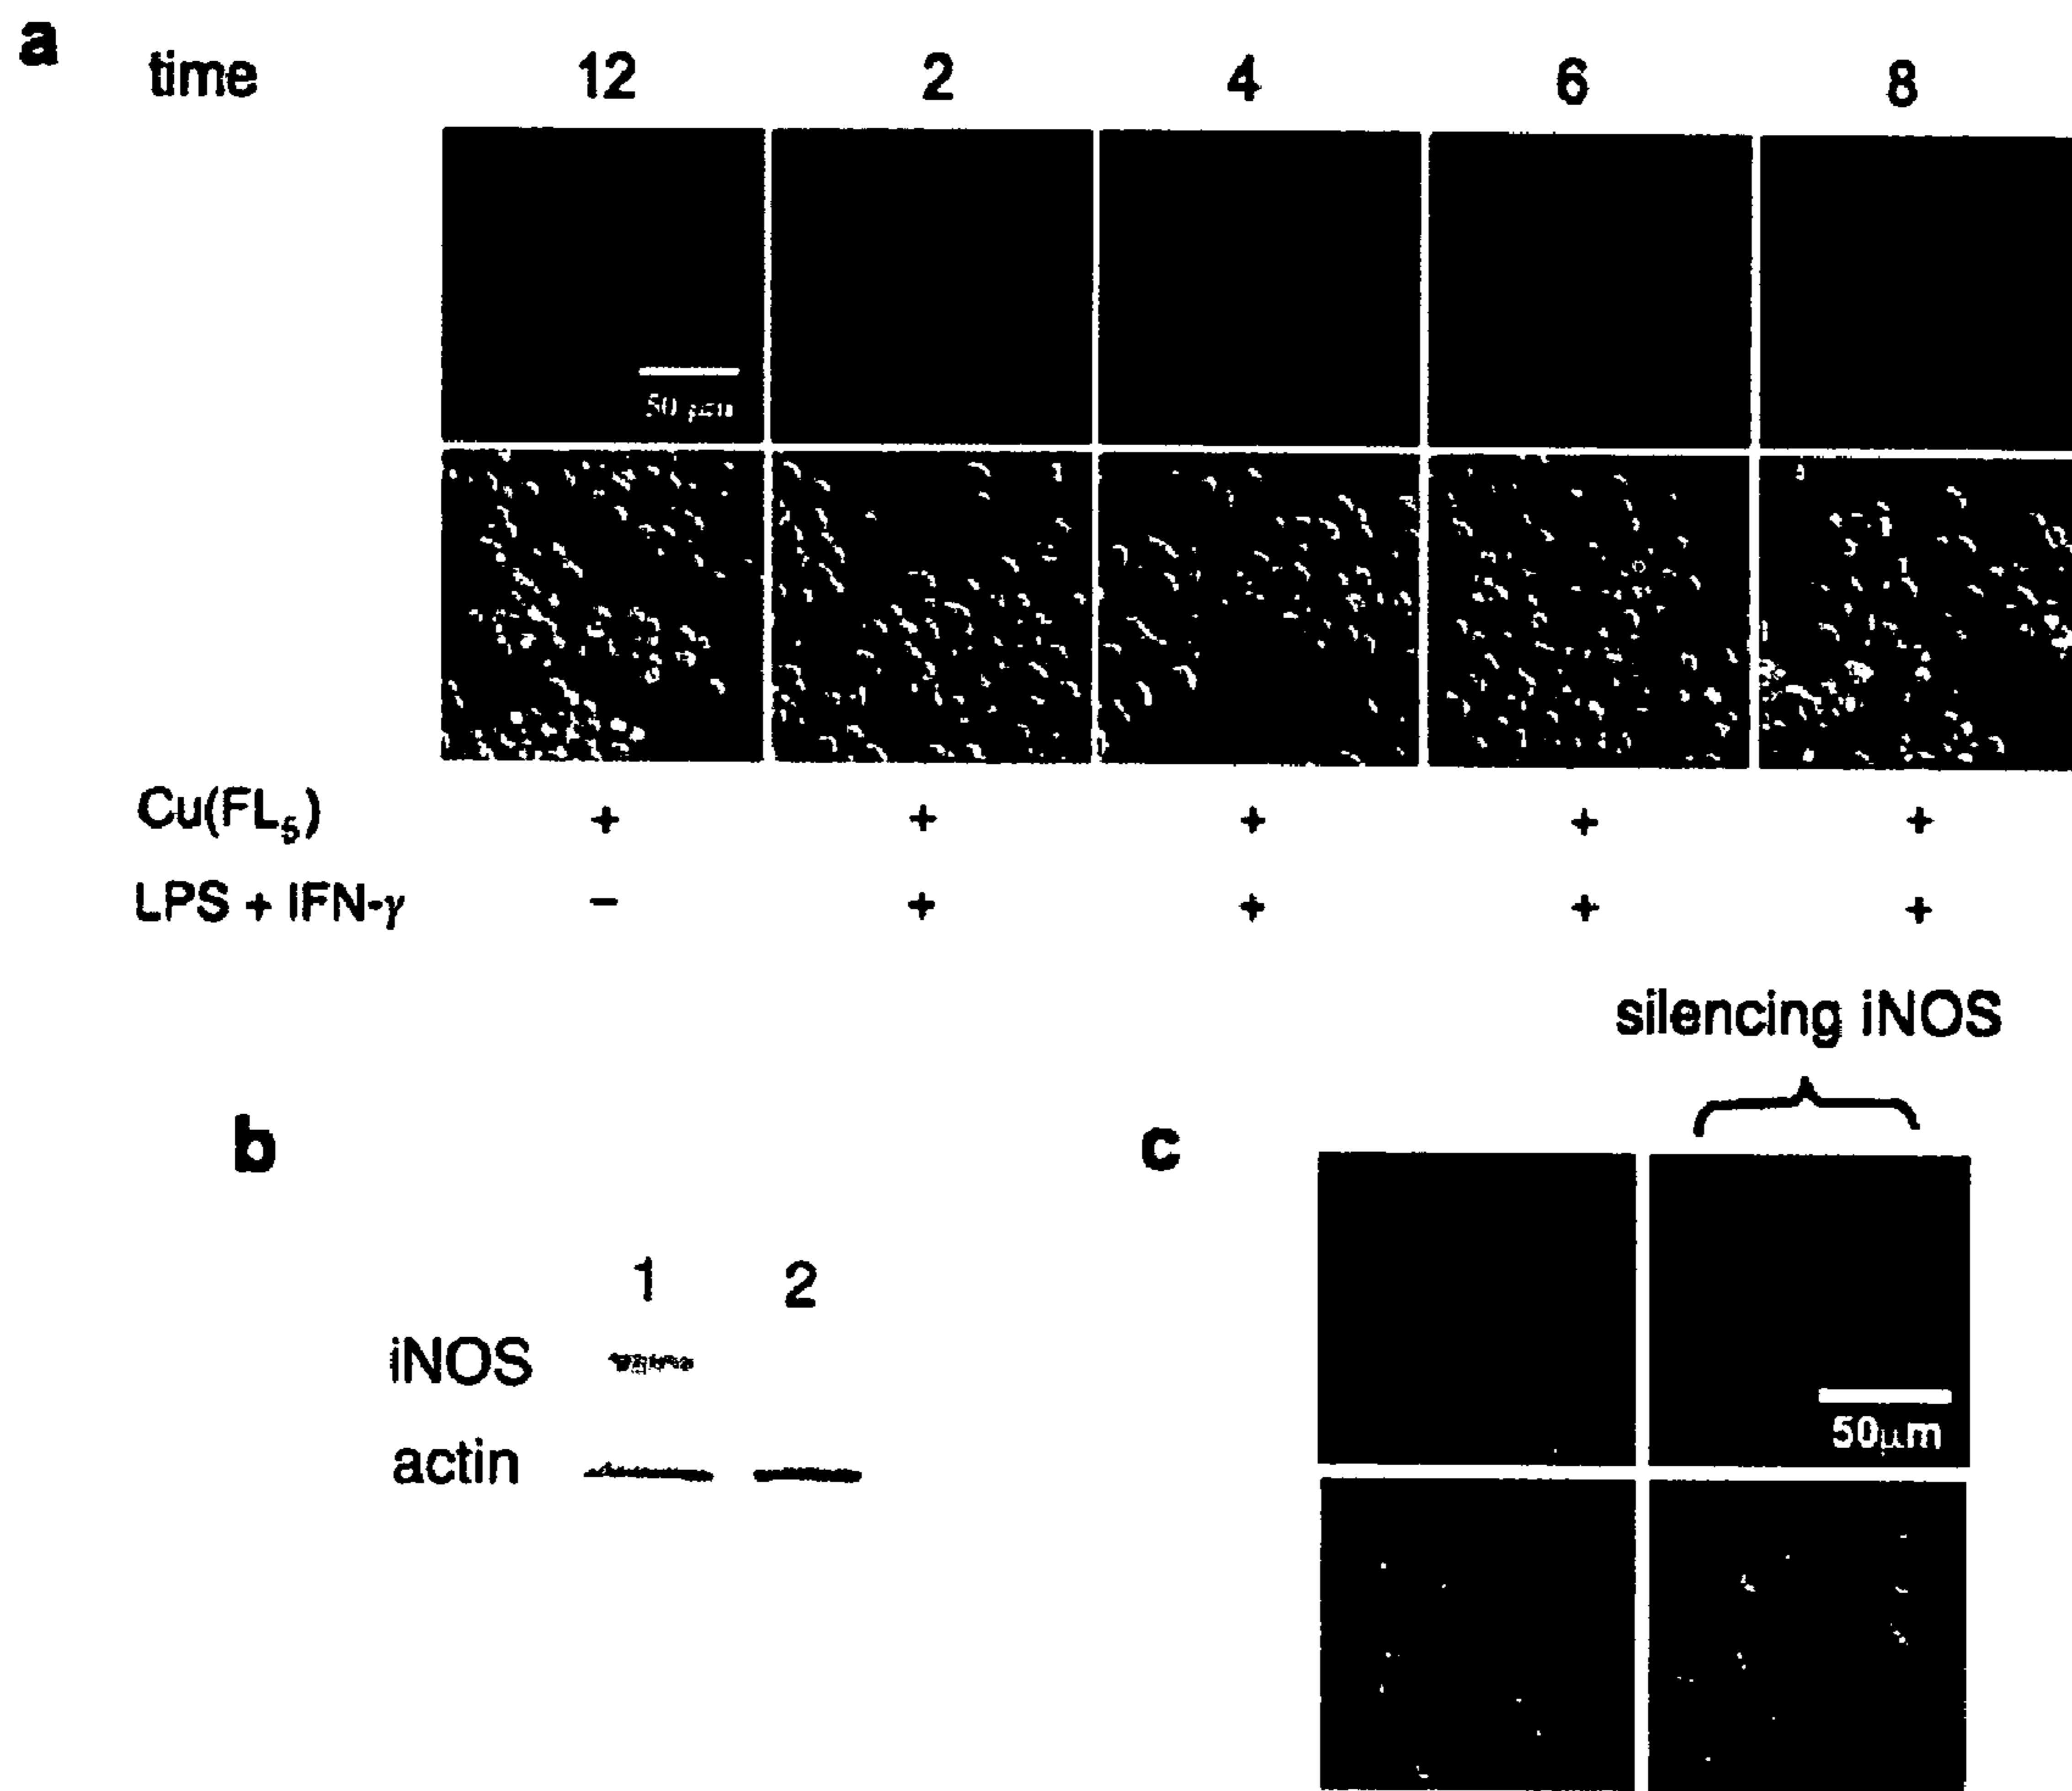 a
time 12 2 4 6 8
50 μm
Cu(FL₅) + + + + +
LPS + IFN-γ − + + + +
silencing iNOS
b
c
1 2
iNOS
actin
50μm